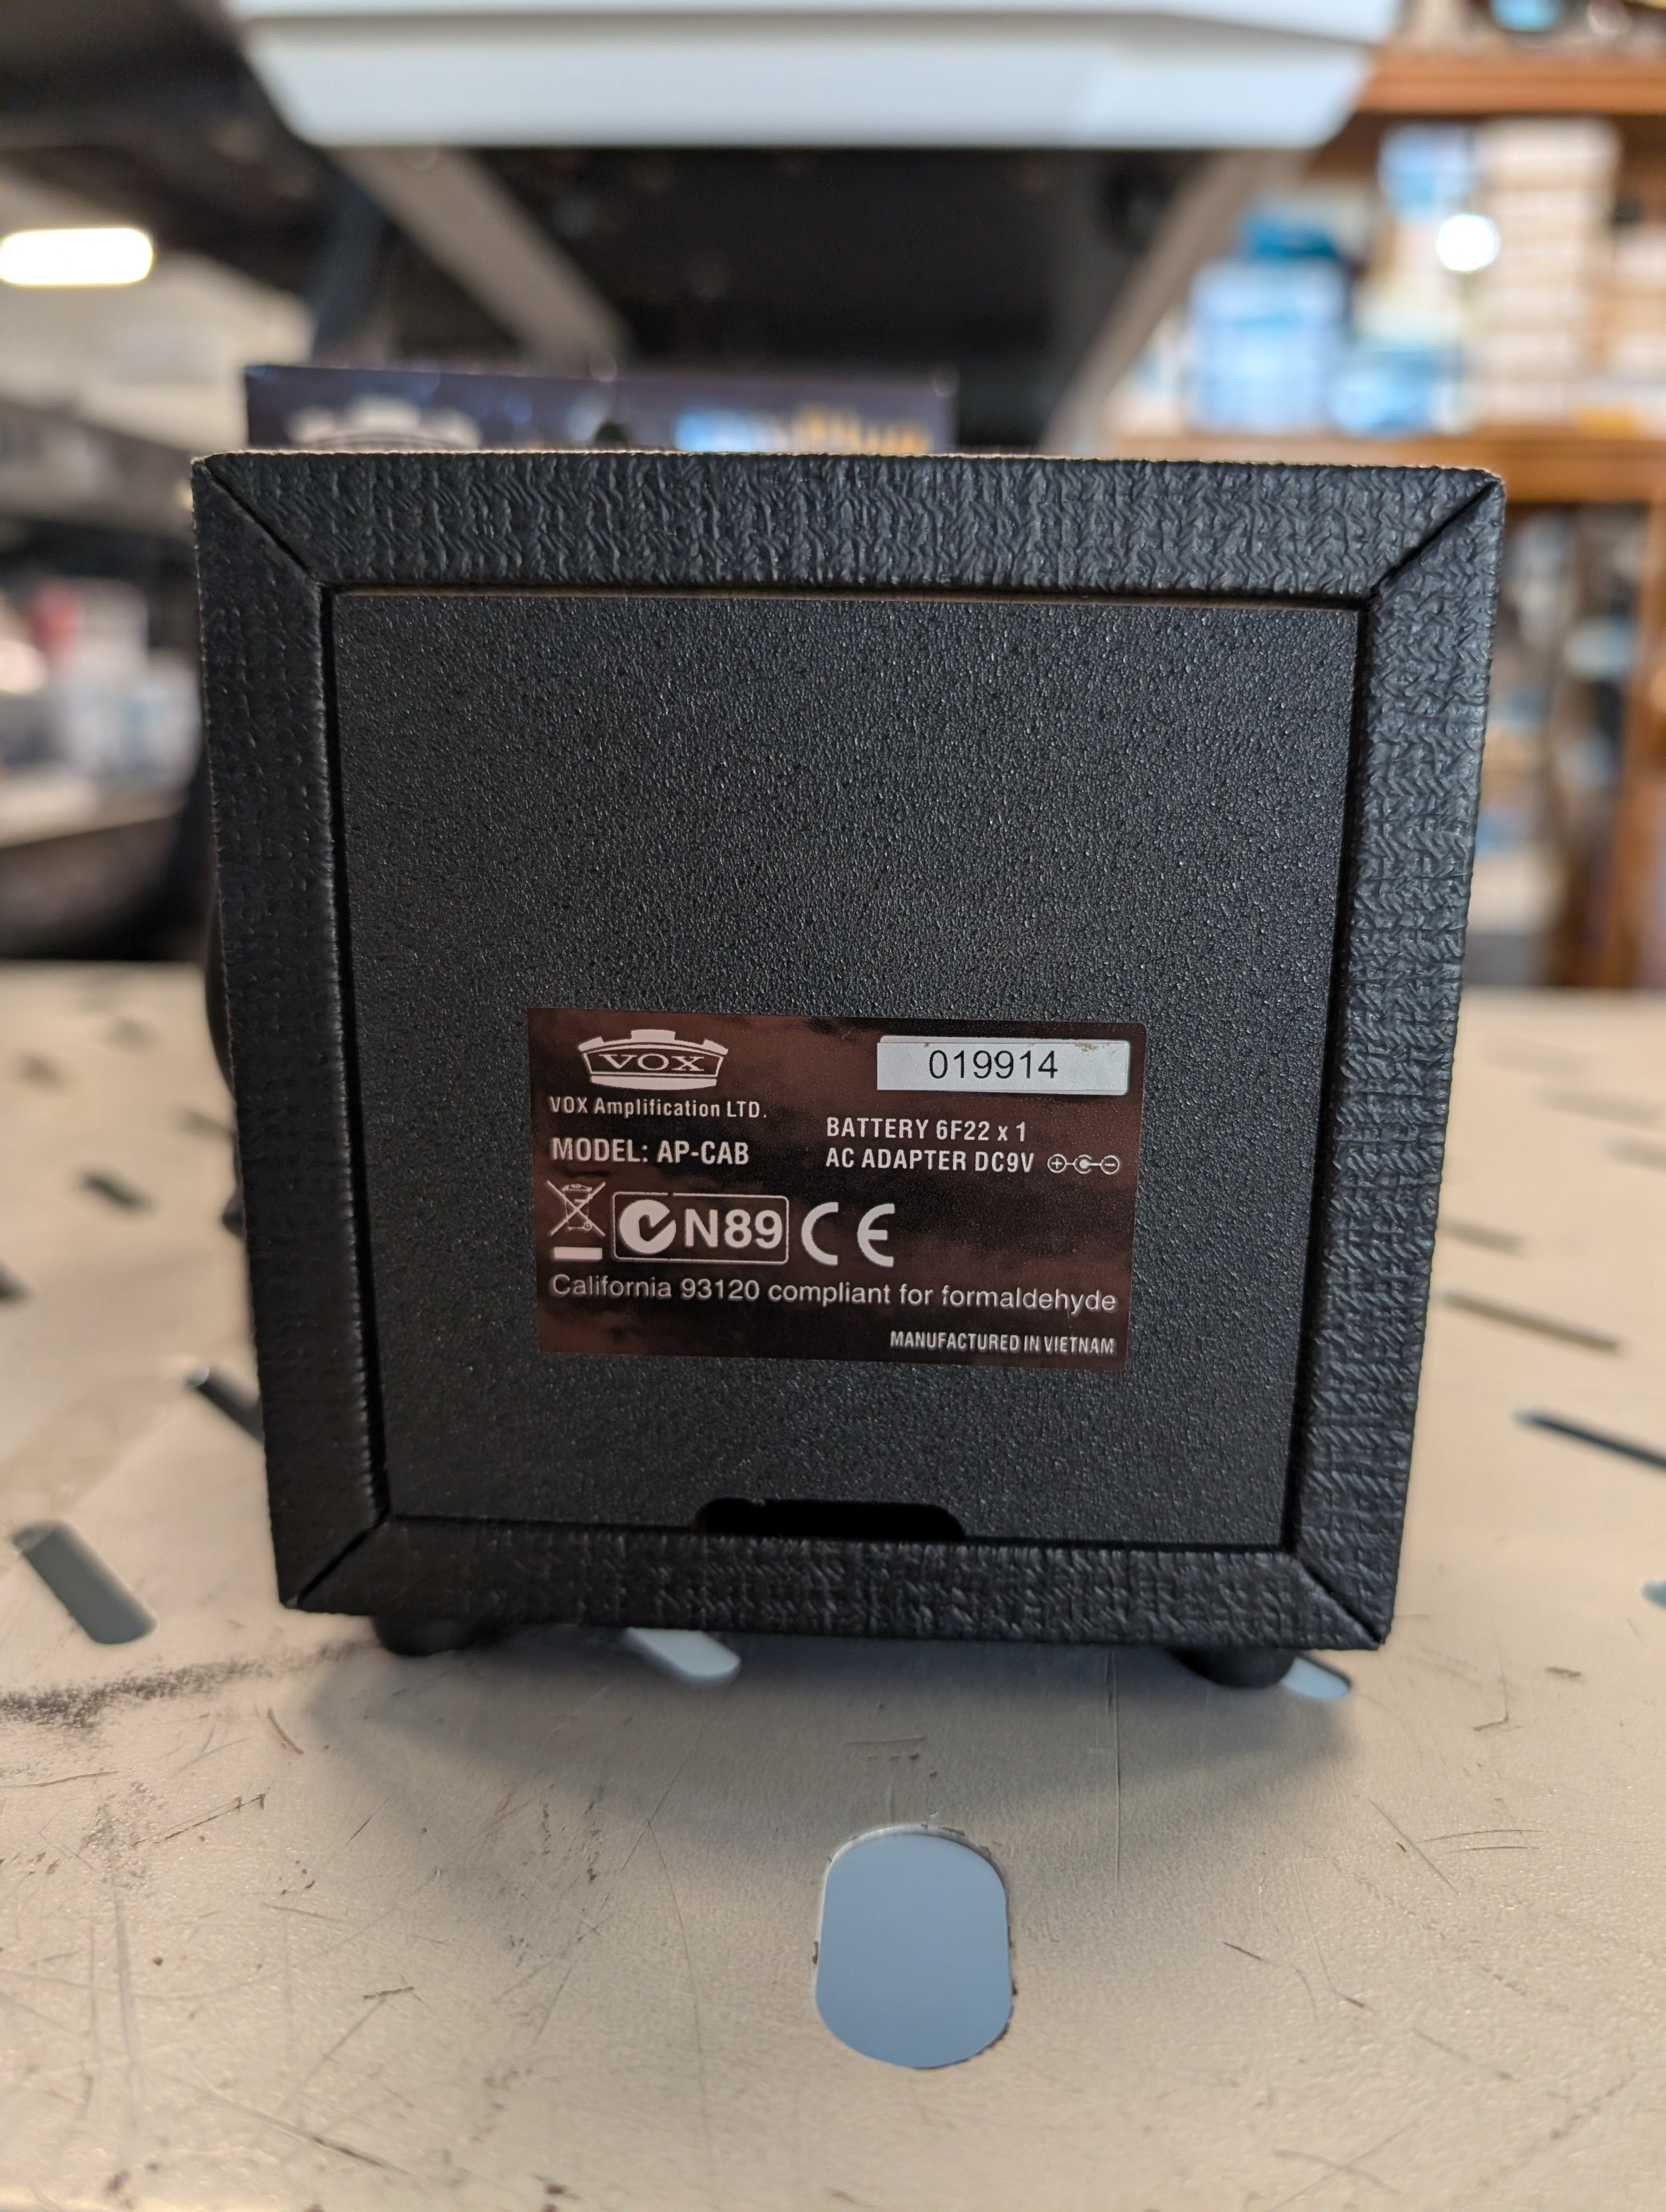 VOX
019914
VOX Amplification LTD.
BATTERY 6F22 x 1
MODEL: AP-CAB
AC ADAPTER DC9V
N89 CE
California 93120 compliant for formaldehyde
MANUFACTURED IN VIETNAM